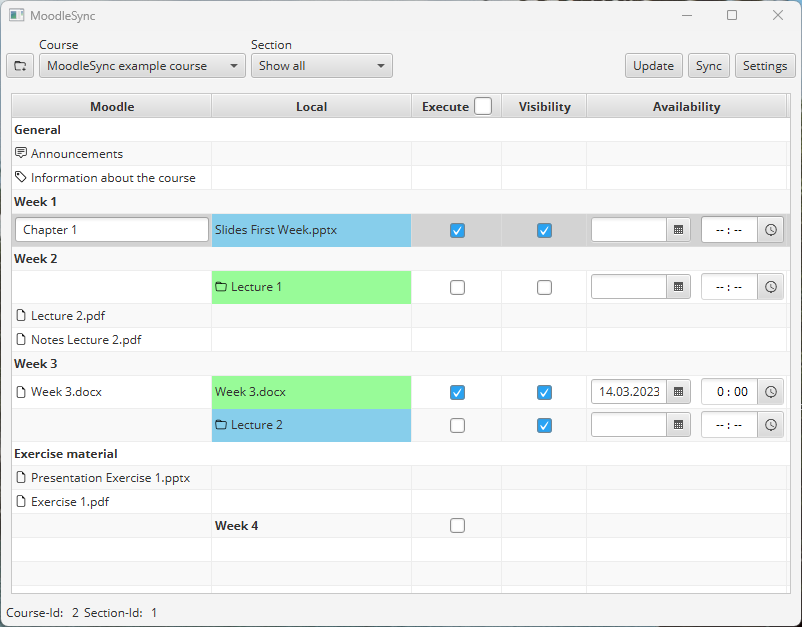 MoodleSync
Course
Section
MoodleSync example course
Show all
Update
Sync
Settings
Moodle Local Execute Visibility Availability
General
Announcements
Information about the course
Week 1
Chapter 1 Slides First Week.pptx -- : --
Week 2
Lecture 1 -- : --
Lecture 2.pdf
Notes Lecture 2.pdf
Week 3
Week 3.docx Week 3.docx 14.03.2023 0 : 00
Lecture 2 -- : --
Exercise material
Presentation Exercise 1.pptx
Exercise 1.pdf
Week 4
Course-Id: 2 Section-Id: 1